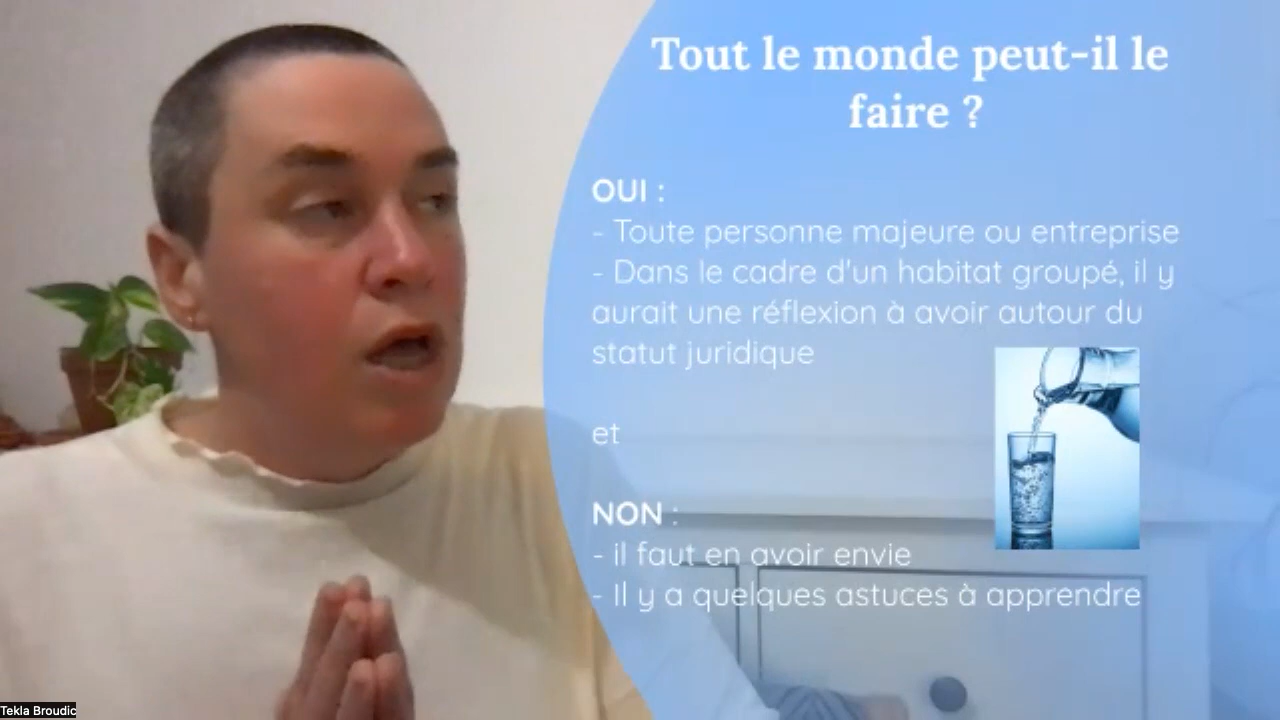 Tout le monde peut-il le
faire ?
OUI :
- Toute personne majeure ou entreprise
- Dans le cadre d'un habitat groupé, il y
aurait une réflexion à avoir autour du
statut juridique
et
NON :
- il faut en avoir envie
- Il y a quelques astuces à apprendre
Tekla Broudic